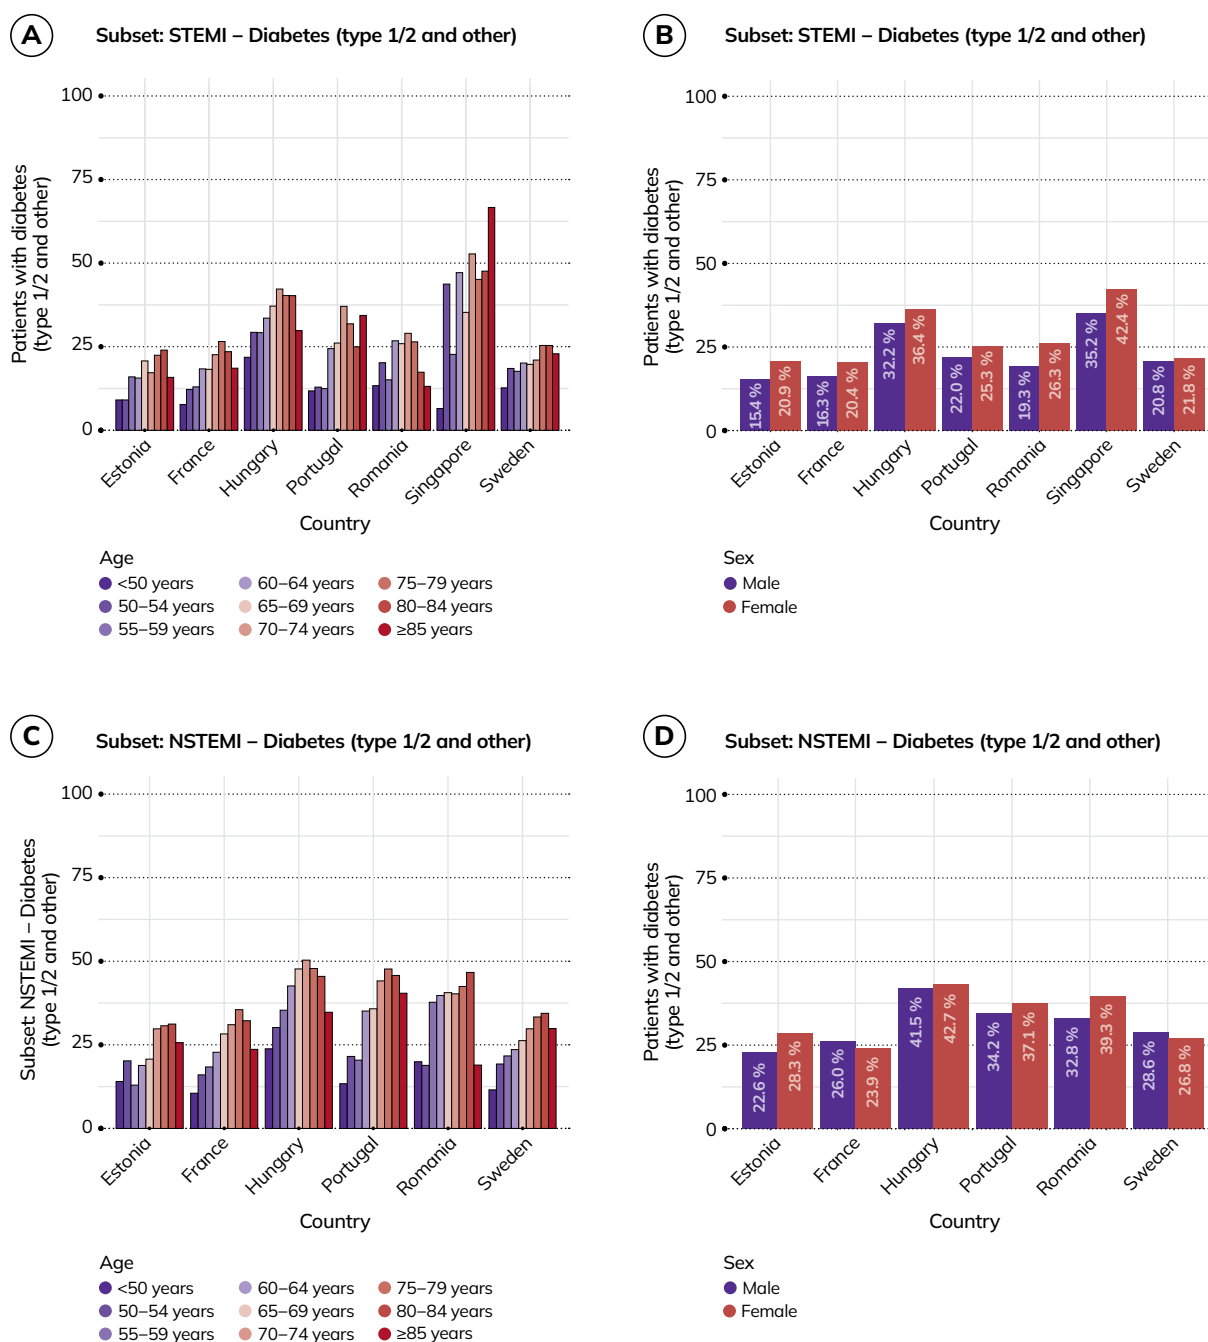 A
Subset: STEMI – Diabetes (type 1/2 and other)
Patients with diabetes
(type 1/2 and other)
100
75
50
25
0
Estonia
France
Hungary
Portugal
Romania
Singapore
Sweden
Country
Age
<50 years
60–64 years
75–79 years
50–54 years
65–69 years
80–84 years
55–59 years
70–74 years
≥85 years
B
Subset: STEMI – Diabetes (type 1/2 and other)
Patients with diabetes
(type 1/2 and other)
100
75
50
25
0
15.4 %
20.9 %
16.3 %
20.4 %
32.2 %
36.4 %
22.0 %
25.3 %
19.3 %
26.3 %
35.2 %
42.4 %
20.8 %
21.8 %
Estonia
France
Hungary
Portugal
Romania
Singapore
Sweden
Country
Sex
Male
Female
C
Subset: NSTEMI – Diabetes (type 1/2 and other)
Subset: NSTEMI – Diabetes
(type 1/2 and other)
100
75
50
25
0
Estonia
France
Hungary
Portugal
Romania
Sweden
Country
Age
<50 years
60–64 years
75–79 years
50–54 years
65–69 years
80–84 years
55–59 years
70–74 years
≥85 years
D
Subset: NSTEMI – Diabetes (type 1/2 and other)
Patients with diabetes
(type 1/2 and other)
100
75
50
25
0
22.6 %
28.3 %
26.0 %
23.9 %
41.5 %
42.7 %
34.2 %
37.1 %
32.8 %
39.3 %
28.6 %
26.8 %
Estonia
France
Hungary
Portugal
Romania
Sweden
Country
Sex
Male
Female